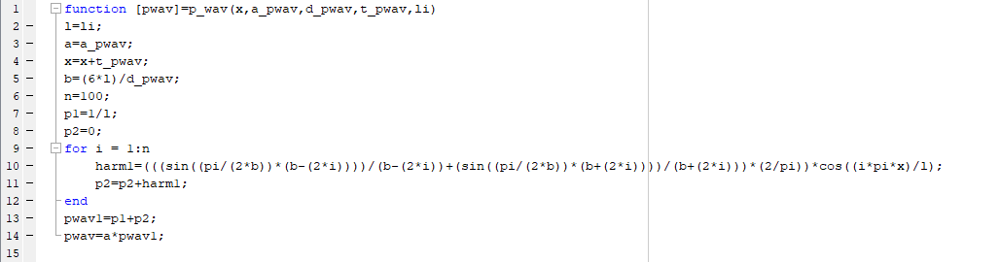 1 function [pwav]=p_wav(x,a_pwav,d_pwav,t_pwav,li)
2 – l=li;
3 – a=a_pwav;
4 – x=x+t_pwav;
5 – b=(6*l)/d_pwav;
6 – n=100;
7 – p1=1/l;
8 – p2=0;
9 – for i = 1:n
10 – harm1=(((sin((pi/(2*b))*(b-(2*i))))/(b-(2*i))+(sin((pi/(2*b))*(b+(2*i))))/(b+(2*i)))*(2/pi))*cos((i*pi*x)/l);
11 – p2=p2+harm1;
12 – end
13 – pwav1=p1+p2;
14 – pwav=a*pwav1;
15